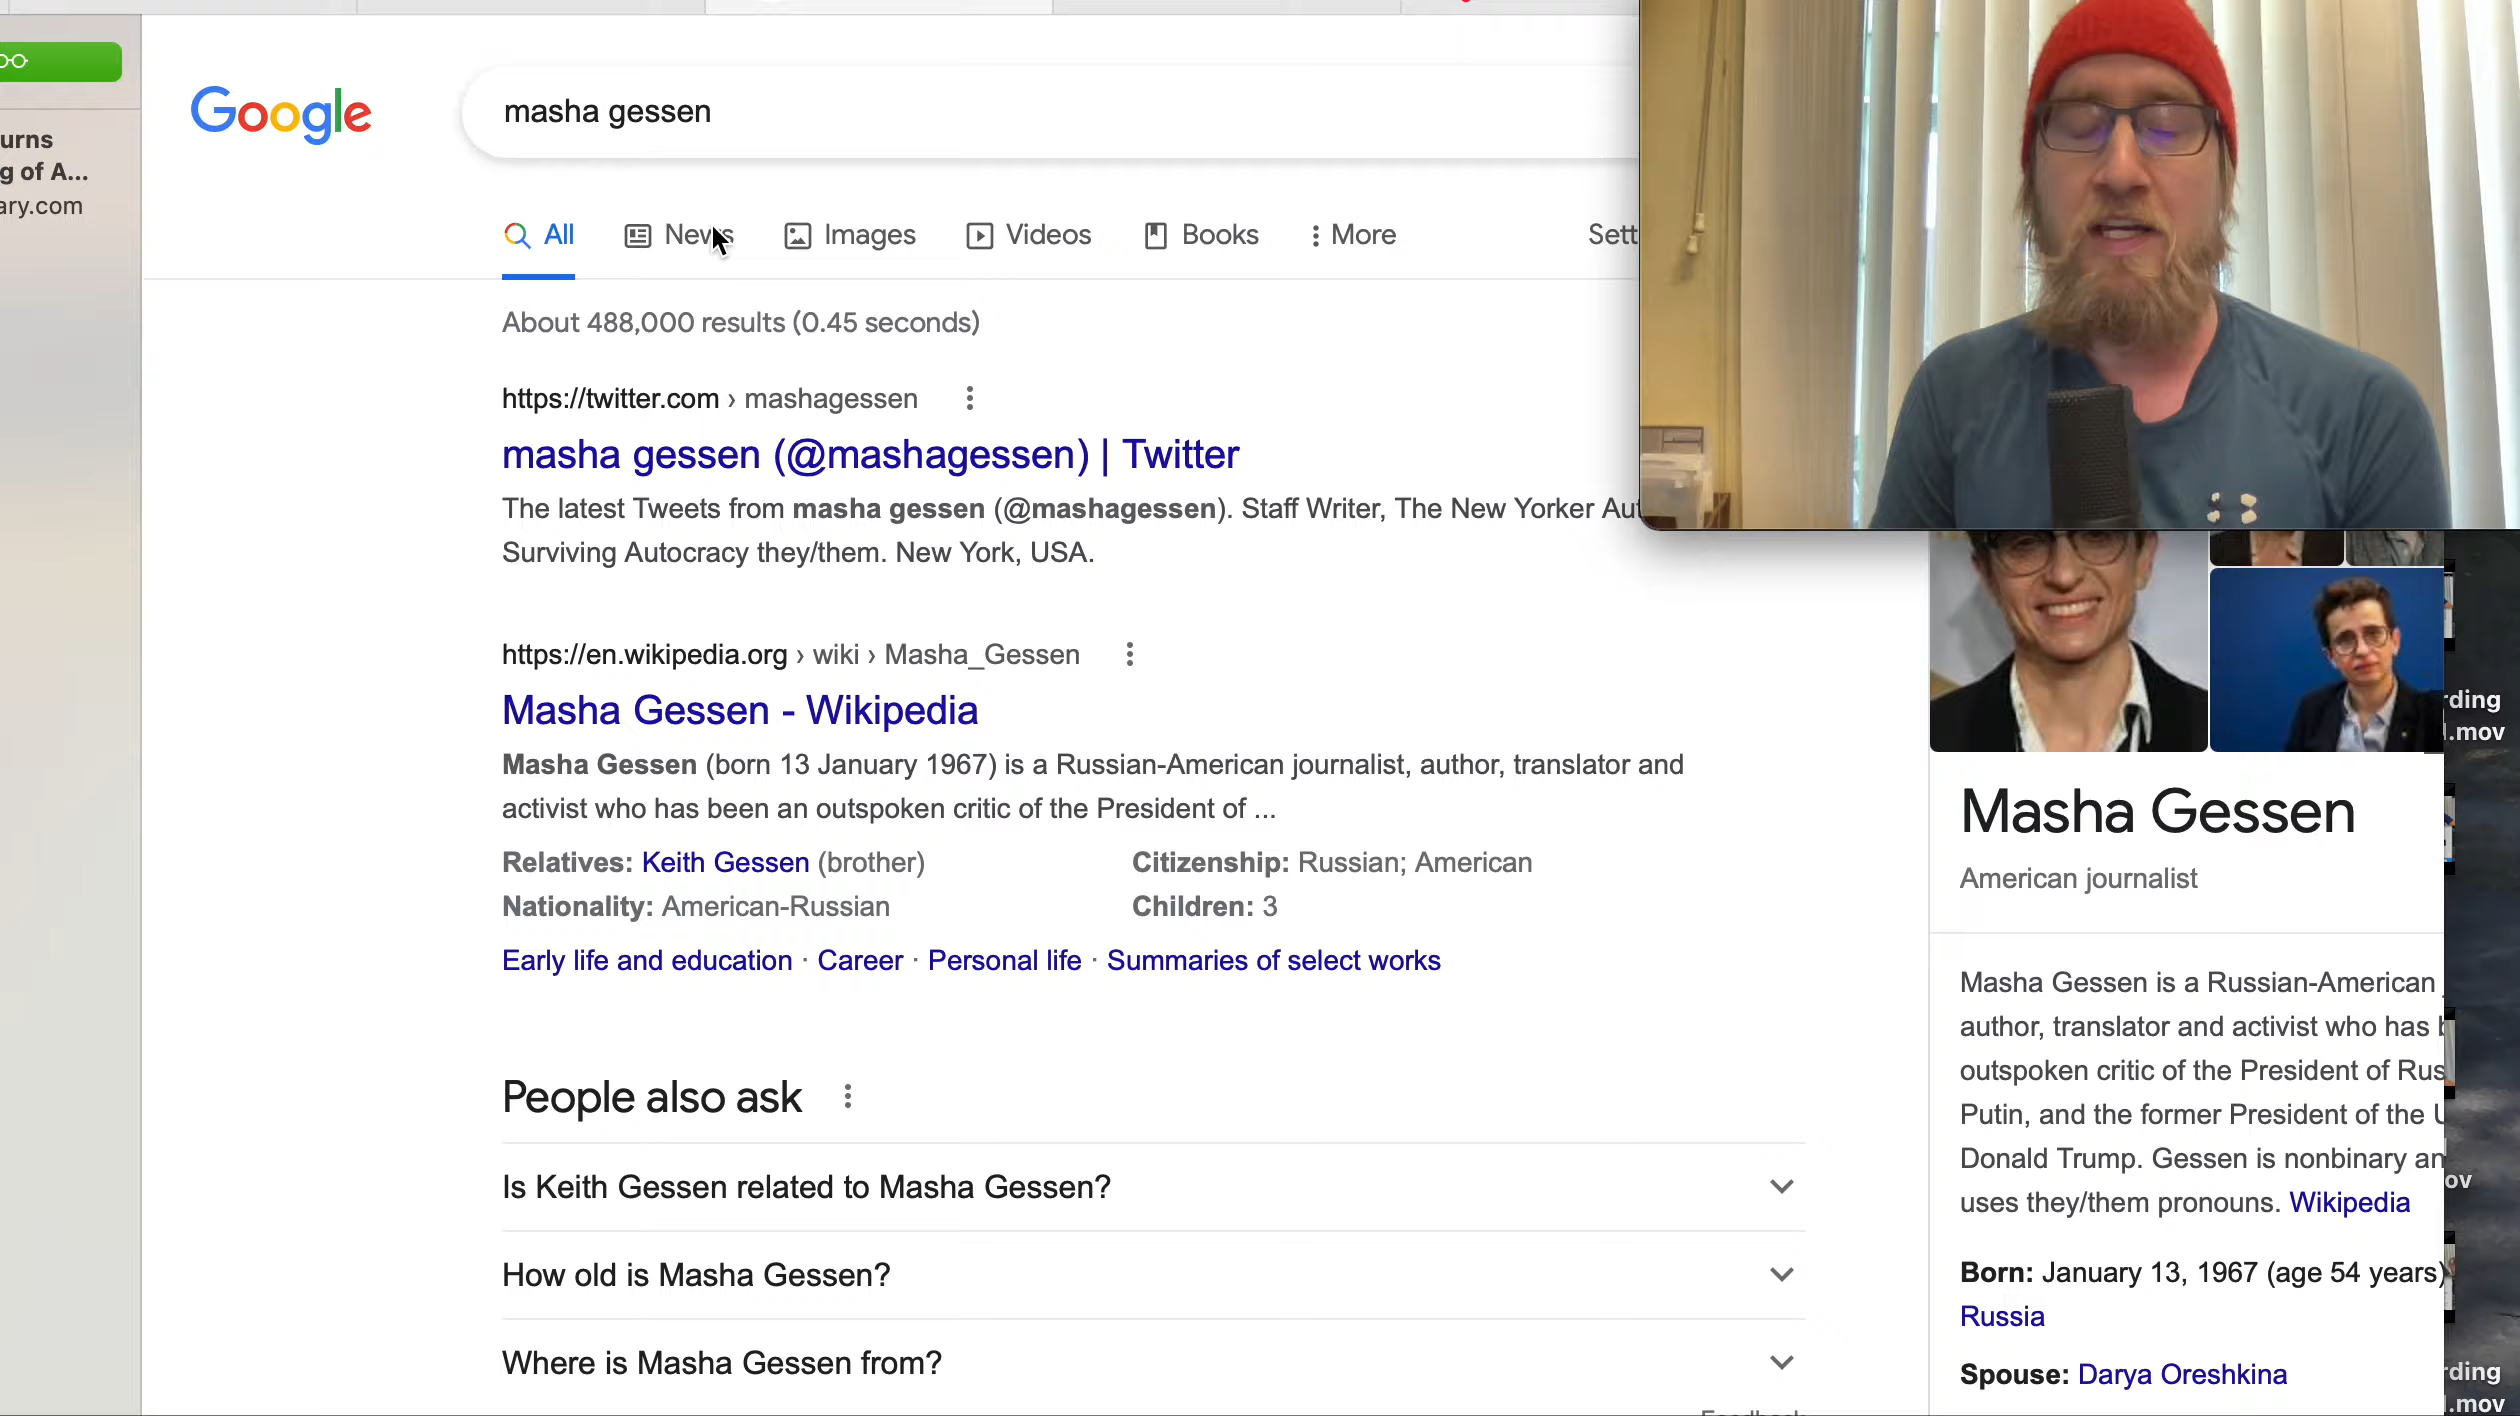 urns
g of A...
ary.com
Google
masha gessen
All
News
Images
Videos
Books
More
Sett
About 488,000 results (0.45 seconds)
https://twitter.com › mashagessen
masha gessen (@mashagessen) | Twitter
The latest Tweets from masha gessen (@mashagessen). Staff Writer, The New Yorker Aut
Surviving Autocracy they/them. New York, USA.
https://en.wikipedia.org › wiki › Masha_Gessen
Masha Gessen - Wikipedia
Masha Gessen (born 13 January 1967) is a Russian-American journalist, author, translator and
activist who has been an outspoken critic of the President of ...
Relatives: Keith Gessen (brother)
Citizenship: Russian; American
Nationality: American-Russian
Children: 3
Early life and education · Career · Personal life · Summaries of select works
People also ask
Is Keith Gessen related to Masha Gessen?
How old is Masha Gessen?
Where is Masha Gessen from?
Masha Gessen
American journalist
Masha Gessen is a Russian-American
author, translator and activist who has b
outspoken critic of the President of Rus
Putin, and the former President of the U
Donald Trump. Gessen is nonbinary an
uses they/them pronouns. Wikipedia
Born: January 13, 1967 (age 54 years)
Russia
Spouse: Darya Oreshkina
rding
.mov
ov
rding
.mov